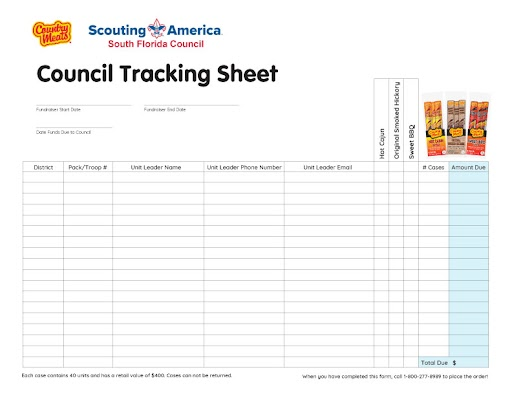 Country
Meats
Scouting America
South Florida Council
Council Tracking Sheet
Fundraiser Start Date
Fundraiser End Date
Date Funds Due to Council
Hot Cajun
Original Smoked Hickory
Sweet BBQ
District Pack/Troop # Unit Leader Name Unit Leader Phone Number Unit Leader Email # Cases Amount Due
Total Due $
Each case contains 40 units and has a retail value of $400. Cases can not be returned.
When you have completed this form, call 1-800-277-8989 to place the order!